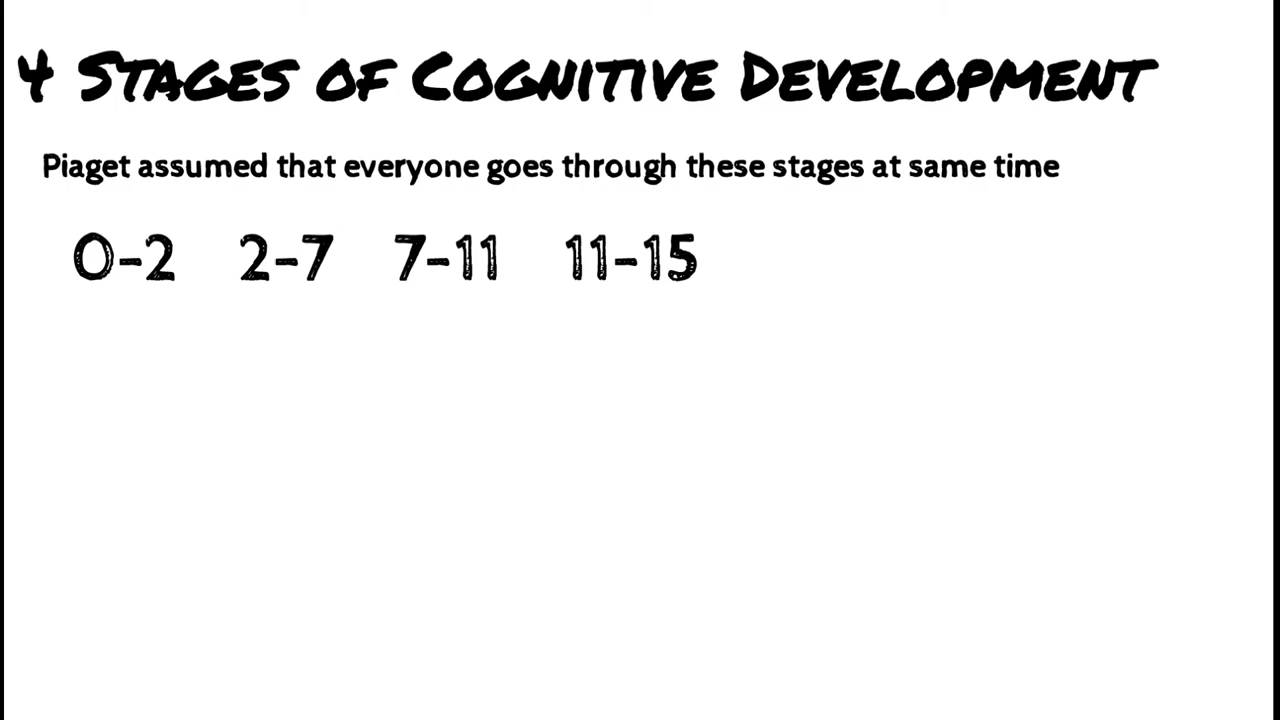 4 Stages of Cognitive Development
Piaget assumed that everyone goes through these stages at same time
0-2 2-7 7-11 11-15